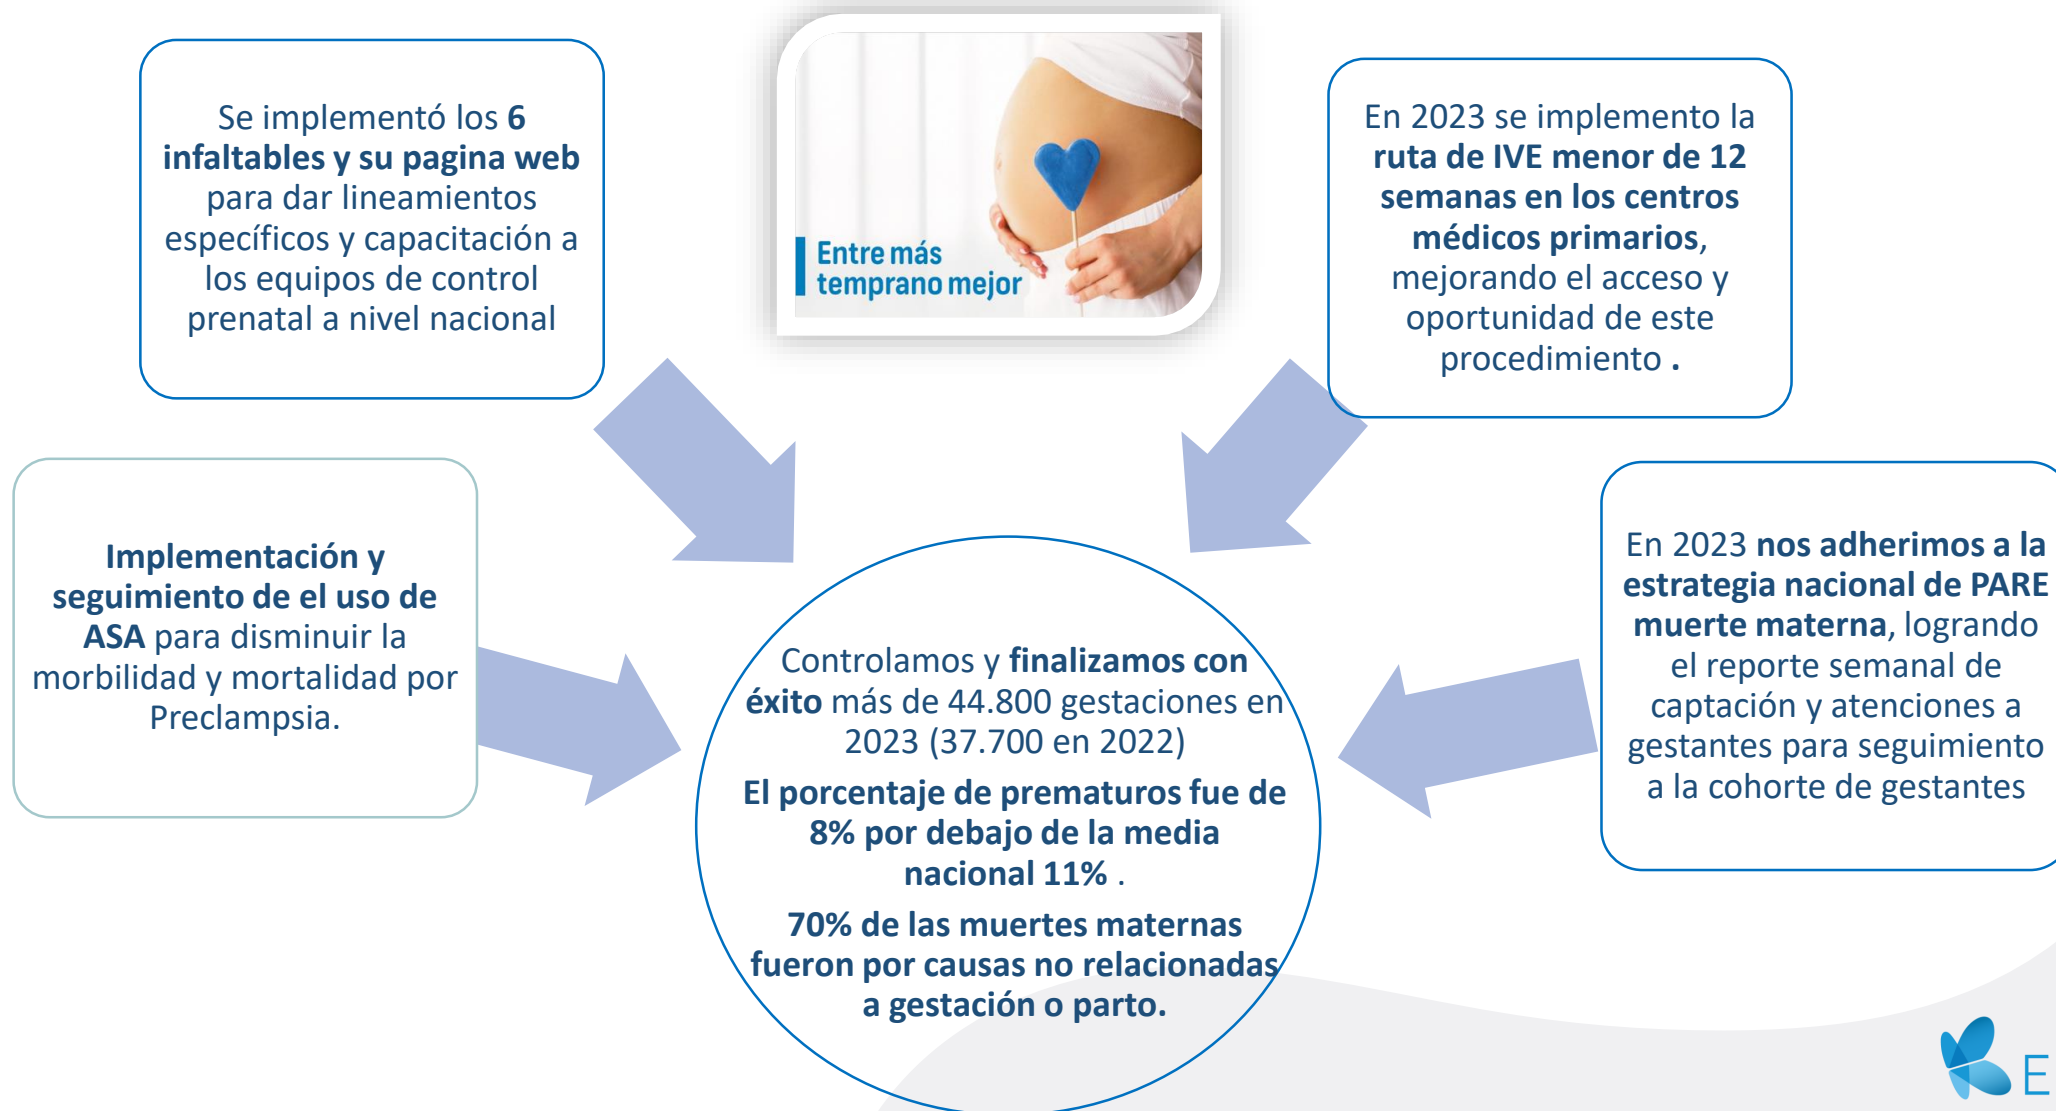 Se implementó los 6
infaltables y su pagina web
para dar lineamientos
específicos y capacitación a
los equipos de control
prenatal a nivel nacional
Entre más
temprano mejor
En 2023 se implemento la
ruta de IVE menor de 12
semanas en los centros
médicos primarios,
mejorando el acceso y
oportunidad de este
procedimiento .
Implementación y
seguimiento de el uso de
ASA para disminuir la
morbilidad y mortalidad por
Preclampsia.
En 2023 nos adherimos a la
estrategia nacional de PARE
muerte materna, logrando
el reporte semanal de
captación y atenciones a
gestantes para seguimiento
a la cohorte de gestantes
Controlamos y finalizamos con
éxito más de 44.800 gestaciones en
2023 (37.700 en 2022)
El porcentaje de prematuros fue de
8% por debajo de la media
nacional 11% .
70% de las muertes maternas
fueron por causas no relacionadas
a gestación o parto.
E